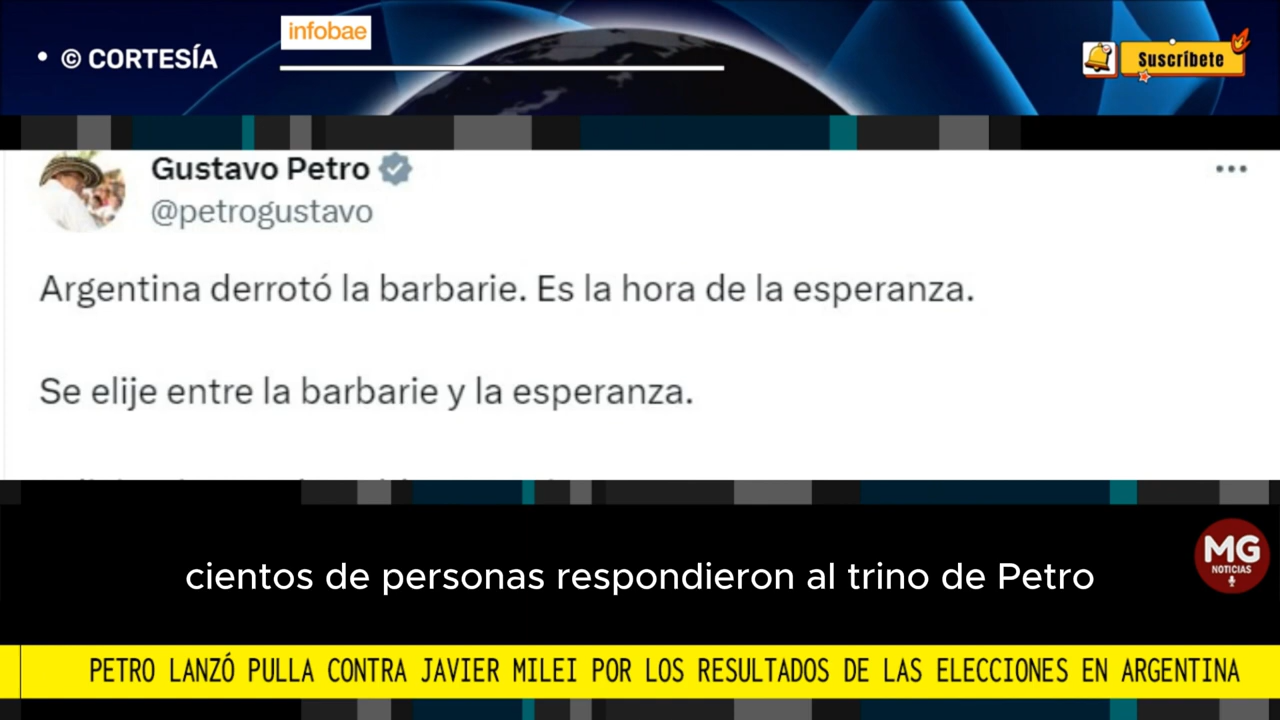 infobae
• © CORTESÍA
Suscríbete
Gustavo Petro
@petrogustavo
Argentina derrotó la barbarie. Es la hora de la esperanza.
Se elije entre la barbarie y la esperanza.
cientos de personas respondieron al trino de Petro
MG
NOTICIAS
PETRO LANZÓ PULLA CONTRA JAVIER MILEI POR LOS RESULTADOS DE LAS ELECCIONES EN ARGENTINA